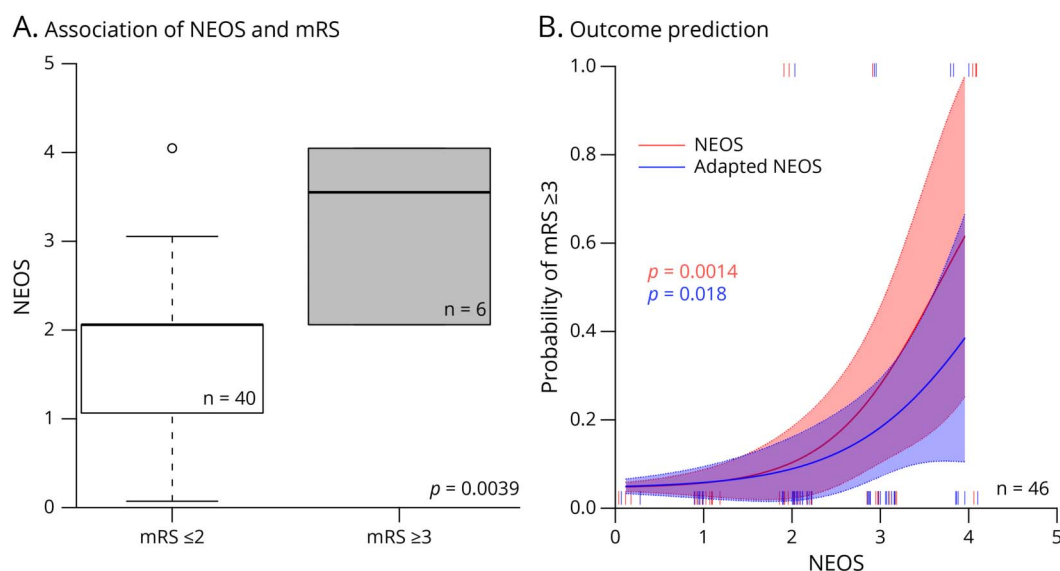 A. Association of NEOS and mRS
5
4
3
2
1
0
NEOS
n = 40
n = 6
p = 0.0039
mRS ≤2
mRS ≥3
B. Outcome prediction
1.0
0.8
0.6
0.4
0.2
0.0
Probability of mRS ≥3
NEOS
Adapted NEOS
p = 0.0014
p = 0.018
n = 46
0
1
2
3
4
5
NEOS